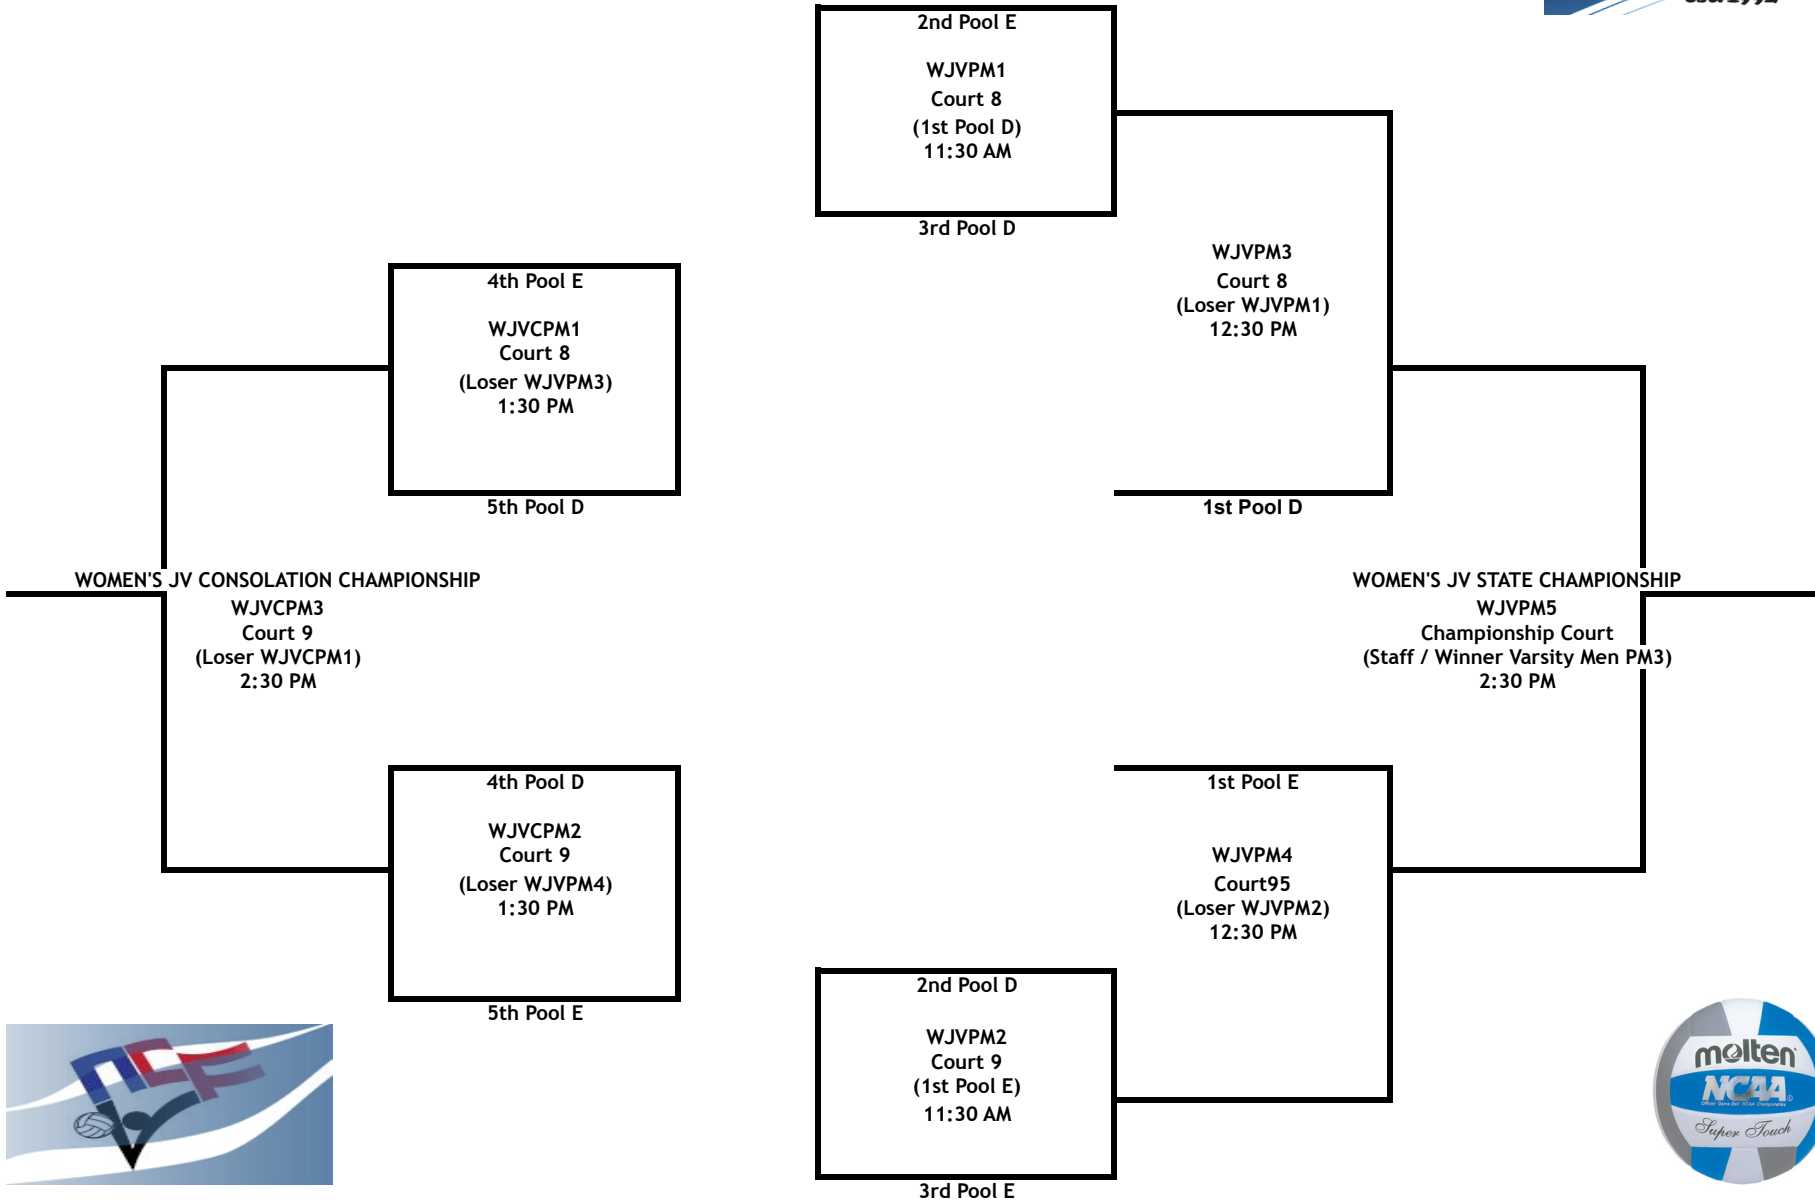 est. 1992
2nd Pool E
WJVPM1
Court 8
(1st Pool D)
11:30 AM
3rd Pool D
WJVPM3
Court 8
(Loser WJVPM1)
12:30 PM
4th Pool E
WJVCPM1
Court 8
(Loser WJVPM3)
1:30 PM
5th Pool D
1st Pool D
WOMEN'S JV CONSOLATION CHAMPIONSHIP
WJVCPM3
Court 9
(Loser WJVCPM1)
2:30 PM
WOMEN'S JV STATE CHAMPIONSHIP
WJVPM5
Championship Court
(Staff / Winner Varsity Men PM3)
2:30 PM
4th Pool D
WJVCPM2
Court 9
(Loser WJVPM4)
1:30 PM
5th Pool E
1st Pool E
WJVPM4
Court95
(Loser WJVPM2)
12:30 PM
2nd Pool D
WJVPM2
Court 9
(1st Pool E)
11:30 AM
3rd Pool E
molten
NCAA
Super Touch